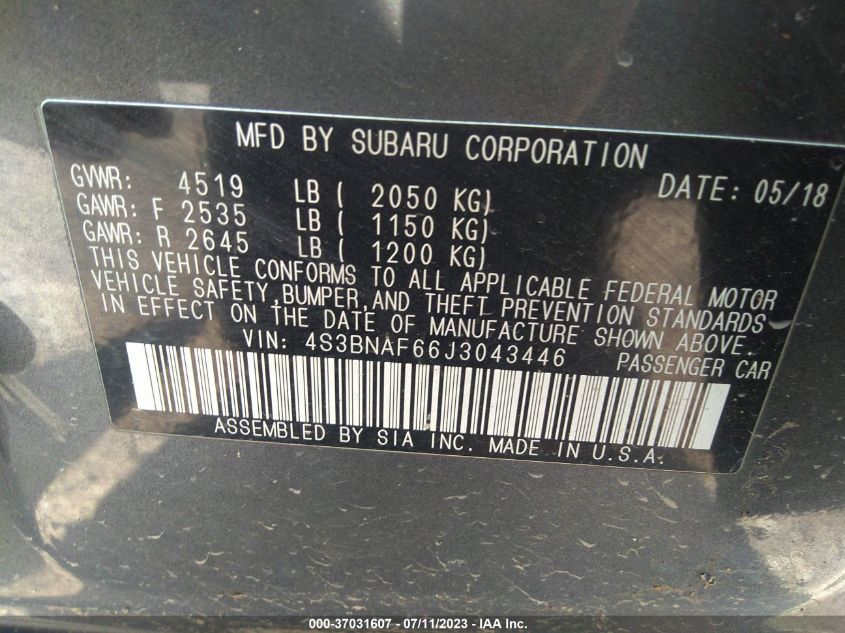 MFD BY SUBARU CORPORATION
GVWR: 4519 LB ( 2050 KG) DATE: 05/18
GAWR: F 2535 LB ( 1150 KG)
GAWR: R 2645 LB ( 1200 KG)
THIS VEHICLE CONFORMS TO ALL APPLICABLE FEDERAL MOTOR
VEHICLE SAFETY, BUMPER, AND THEFT PREVENTION STANDARDS
IN EFFECT ON THE DATE OF MANUFACTURE SHOWN ABOVE.
VIN: 4S3BNAF66J3043446 PASSENGER CAR
ASSEMBLED BY SIA INC. MADE IN U.S.A.
000-37031607 - 07/11/2023 - IAA Inc.